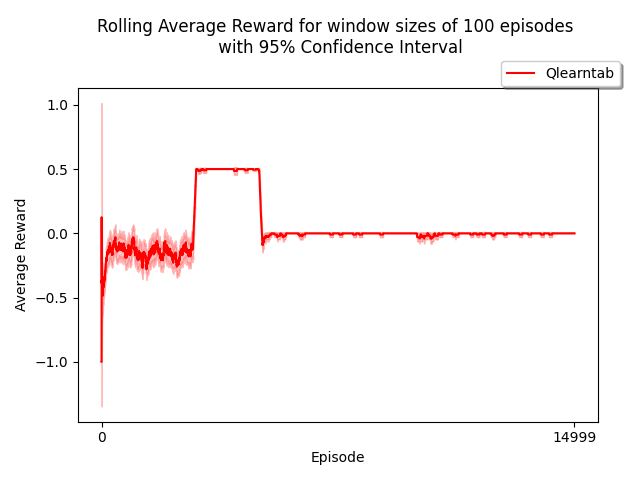 Rolling Average Reward for window sizes of 100 episodes
with 95% Confidence Interval
Qlearntab
1.0
0.5
0.0
−0.5
−1.0
Average Reward
0
14999
Episode